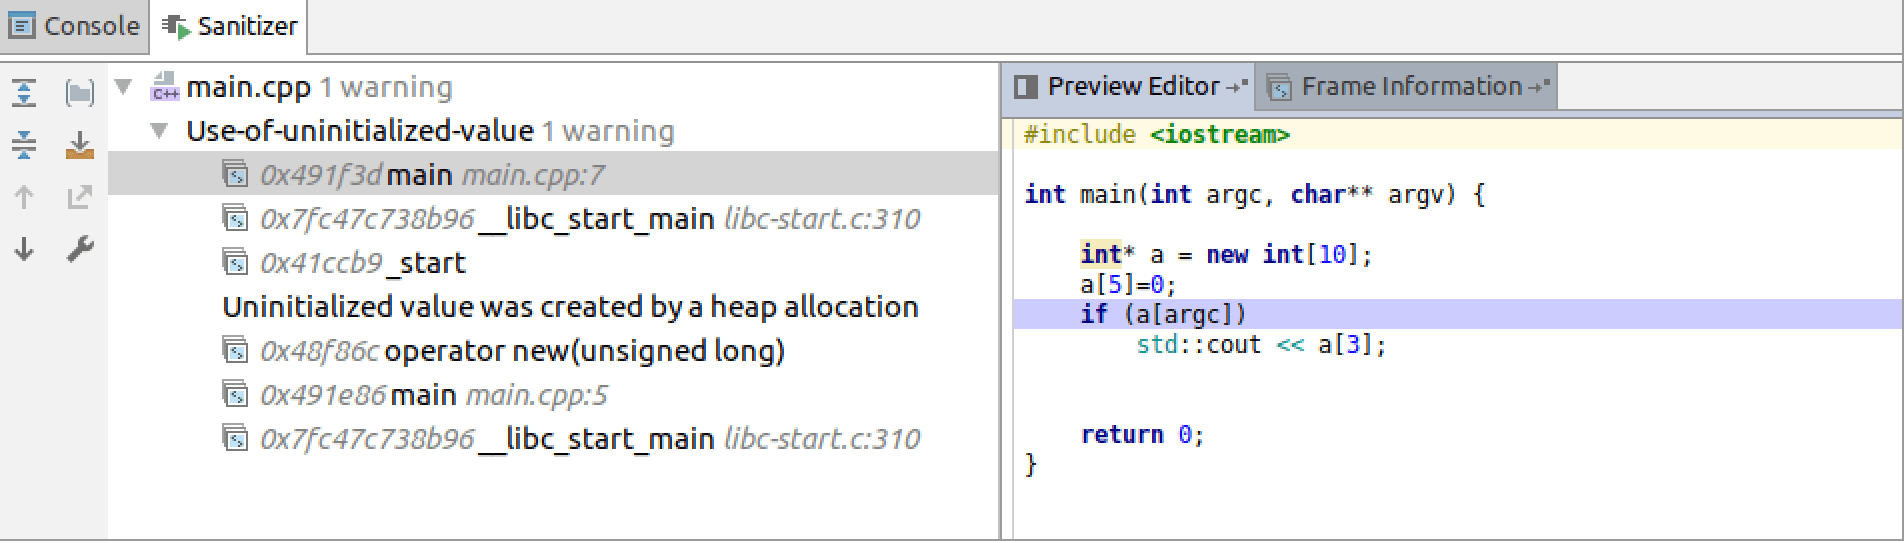 Console Sanitizer
main.cpp 1 warning
Use-of-uninitialized-value 1 warning
0x491f3d main main.cpp:7
0x7fc47c738b96 __libc_start_main libc-start.c:310
0x41ccb9 _start
Uninitialized value was created by a heap allocation
0x48f86c operator new(unsigned long)
0x491e86 main main.cpp:5
0x7fc47c738b96 __libc_start_main libc-start.c:310
Preview Editor Frame Information
#include <iostream>
int main(int argc, char** argv) {
int* a = new int[10];
a[5]=0;
if (a[argc])
std::cout << a[3];
return 0;
}